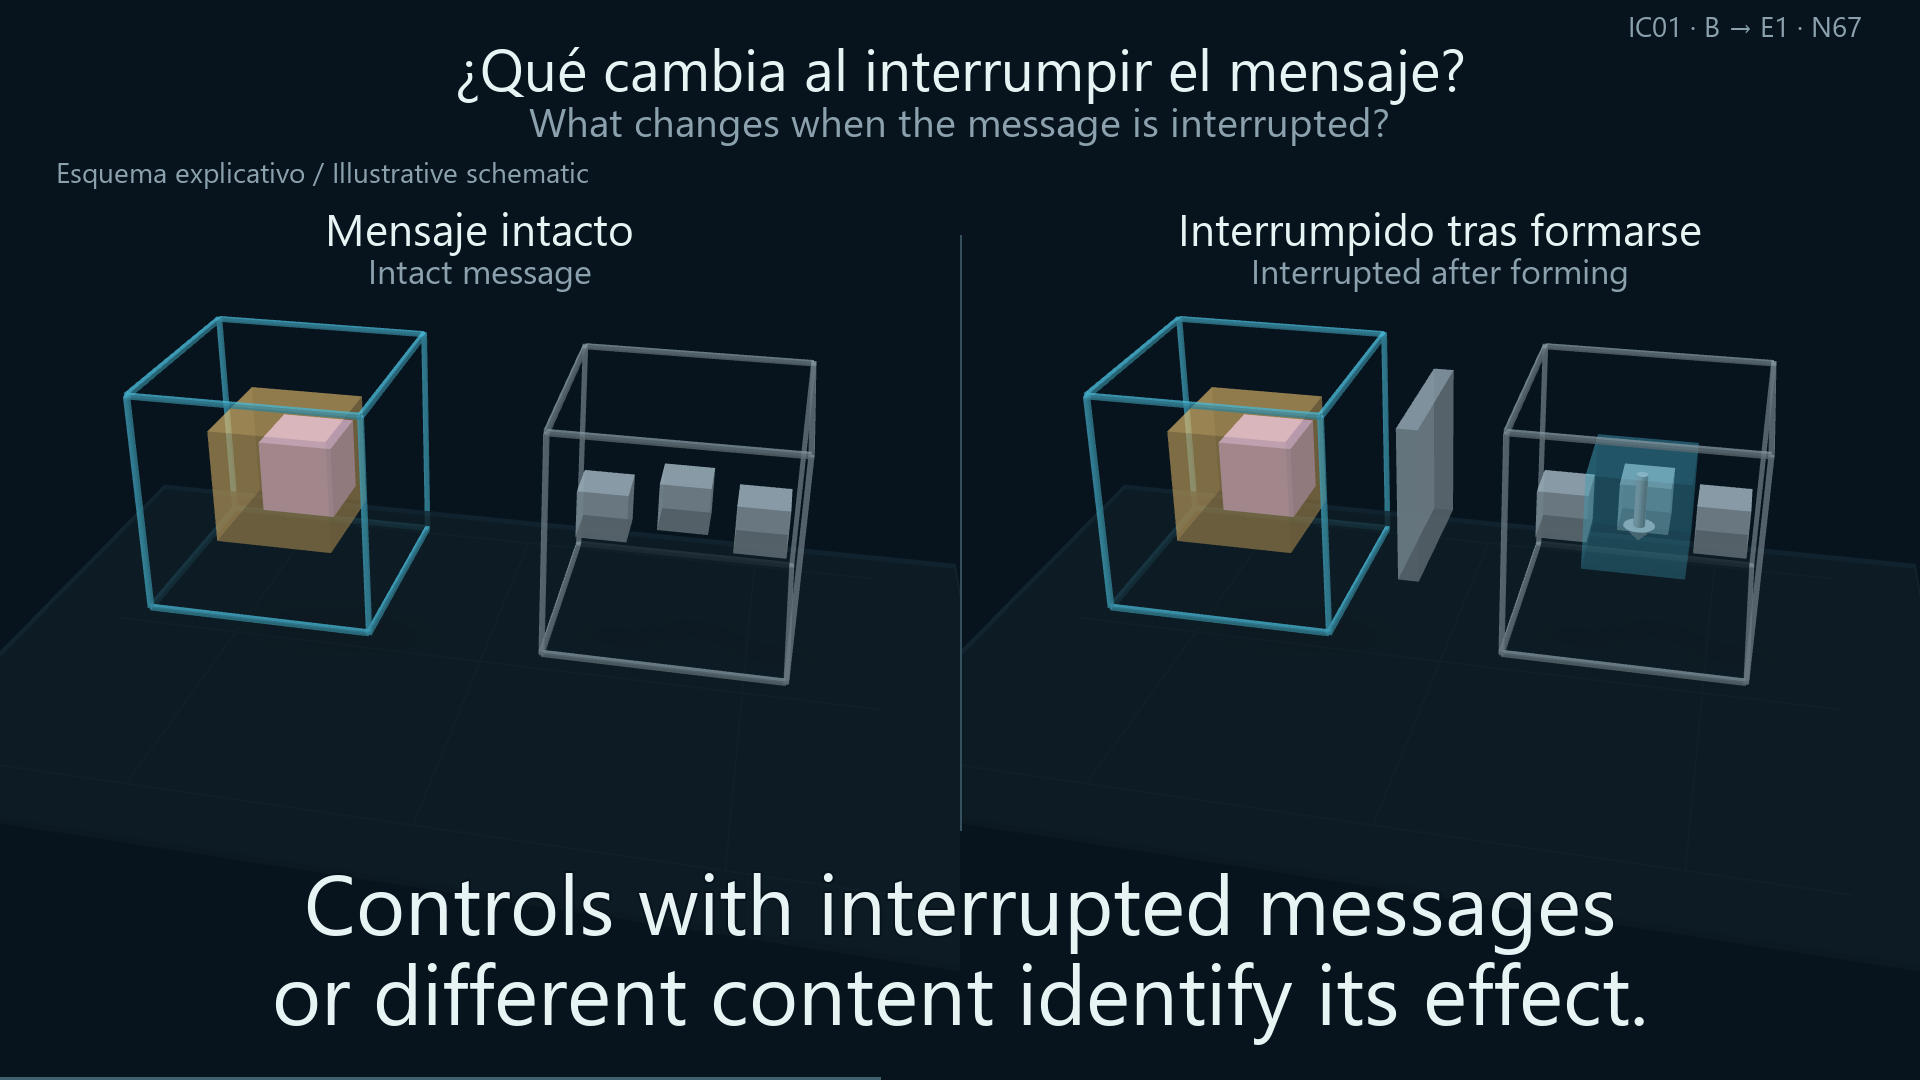 IC01 · B → E1 · N67
¿Qué cambia al interrumpir el mensaje?
What changes when the message is interrupted?
Esquema explicativo / Illustrative schematic
Mensaje intacto
Intact message
Interrumpido tras formarse
Interrupted after forming
Controls with interrupted messages
or different content identify its effect.